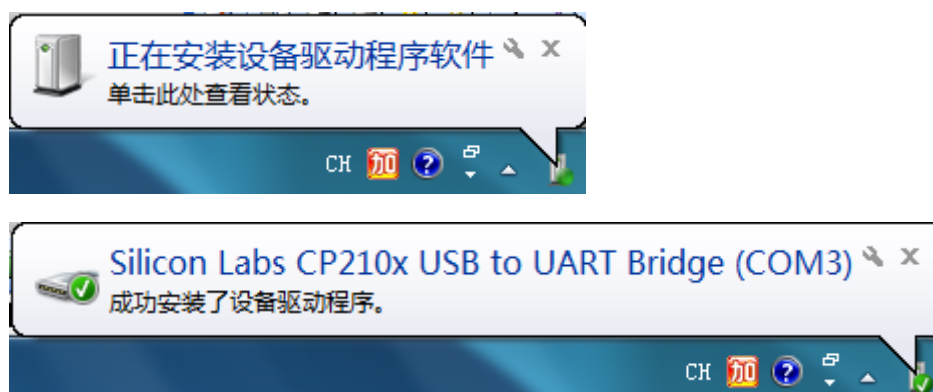 正在安装设备驱动程序软件
单击此处查看状态。
CH 加 ?
Silicon Labs CP210x USB to UART Bridge (COM3)
成功安装了设备驱动程序。
CH 加 ?